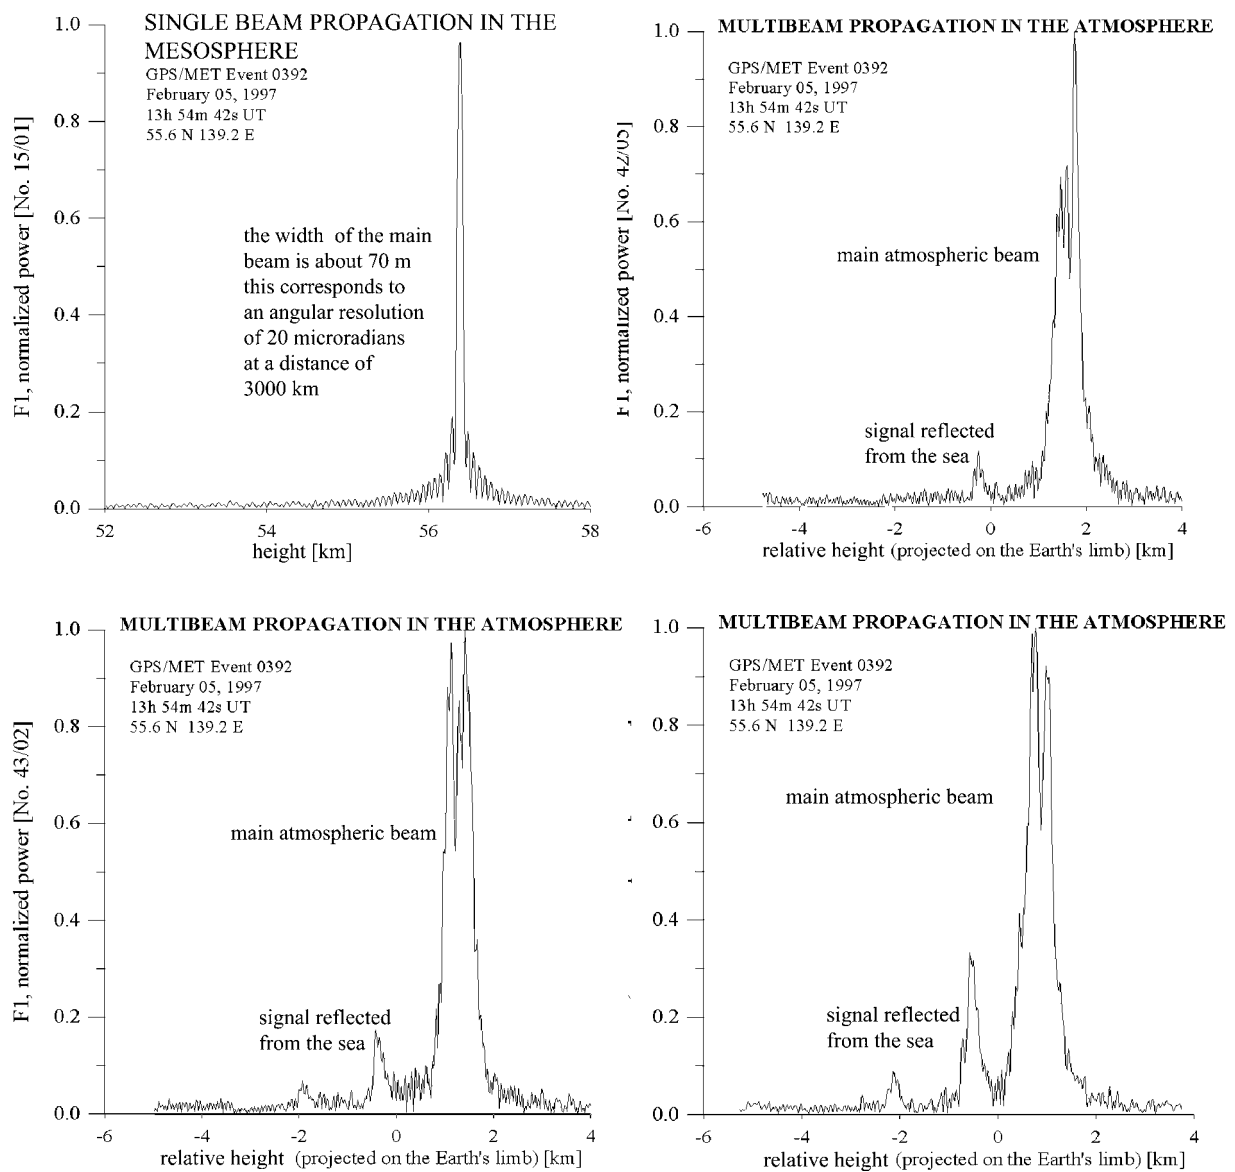 SINGLE BEAM PROPAGATION IN THE
MESOSPHERE
GPS/MET Event 0392
February 05, 1997
13h 54m 42s UT
55.6 N 139.2 E
the width of the main
beam is about 70 m
this corresponds to
an angular resolution
of 20 microradians
at a distance of
3000 km
F1, normalized power [No. 15/01]
1.0
0.8
0.6
0.4
0.2
0.0
52
54
56
58
height [km]
MULTIBEAM PROPAGATION IN THE ATMOSPHERE
GPS/MET Event 0392
February 05, 1997
13h 54m 42s UT
55.6 N 139.2 E
main atmospheric beam
signal reflected
from the sea
F1, normalized power [No. 42/05]
1.0
0.8
0.6
0.4
0.2
0.0
-6
-4
-2
0
2
4
relative height (projected on the Earth's limb) [km]
MULTIBEAM PROPAGATION IN THE ATMOSPHERE
GPS/MET Event 0392
February 05, 1997
13h 54m 42s UT
55.6 N 139.2 E
main atmospheric beam
signal reflected
from the sea
F1, normalized power [No. 43/02]
1.0
0.8
0.6
0.4
0.2
0.0
-6
-4
-2
0
2
4
relative height (projected on the Earth's limb) [km]
MULTIBEAM PROPAGATION IN THE ATMOSPHERE
GPS/MET Event 0392
February 05, 1997
13h 54m 42s UT
55.6 N 139.2 E
main atmospheric beam
signal reflected
from the sea
1.0
0.8
0.6
0.4
0.2
0.0
-6
-4
-2
0
2
4
relative height (projected on the Earth's limb) [km]